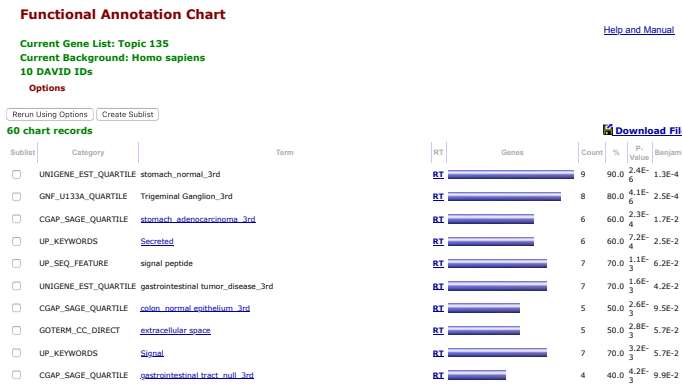 Functional Annotation Chart
Help and Manual
Current Gene List: Topic 135
Current Background: Homo sapiens
10 DAVID IDs
Options
Rerun Using Options Create Sublist
60 chart records Download Fil
Sublist Category Term RT Genes Count % P-Value Benjam
UNIGENE_EST_QUARTILE stomach_normal_3rd RT 9 90.0 2.4E-6 1.3E-4
GNF_U133A_QUARTILE Trigeminal Ganglion_3rd RT 8 80.0 4.1E-6 2.5E-4
CGAP_SAGE_QUARTILE stomach_adenocarcinoma_3rd RT 6 60.0 2.3E-4 1.7E-2
UP_KEYWORDS Secreted RT 6 60.0 7.2E-4 2.5E-2
UP_SEQ_FEATURE signal peptide RT 7 70.0 1.1E-3 6.2E-2
UNIGENE_EST_QUARTILE gastrointestinal tumor_disease_3rd RT 7 70.0 1.6E-3 4.2E-2
CGAP_SAGE_QUARTILE colon_normal epithelium_3rd RT 5 50.0 2.6E-3 9.5E-2
GOTERM_CC_DIRECT extracellular space RT 5 50.0 2.8E-3 5.7E-2
UP_KEYWORDS Signal RT 7 70.0 3.2E-3 5.7E-2
CGAP_SAGE_QUARTILE gastrointestinal tract_null_3rd RT 4 40.0 4.2E-3 9.9E-2